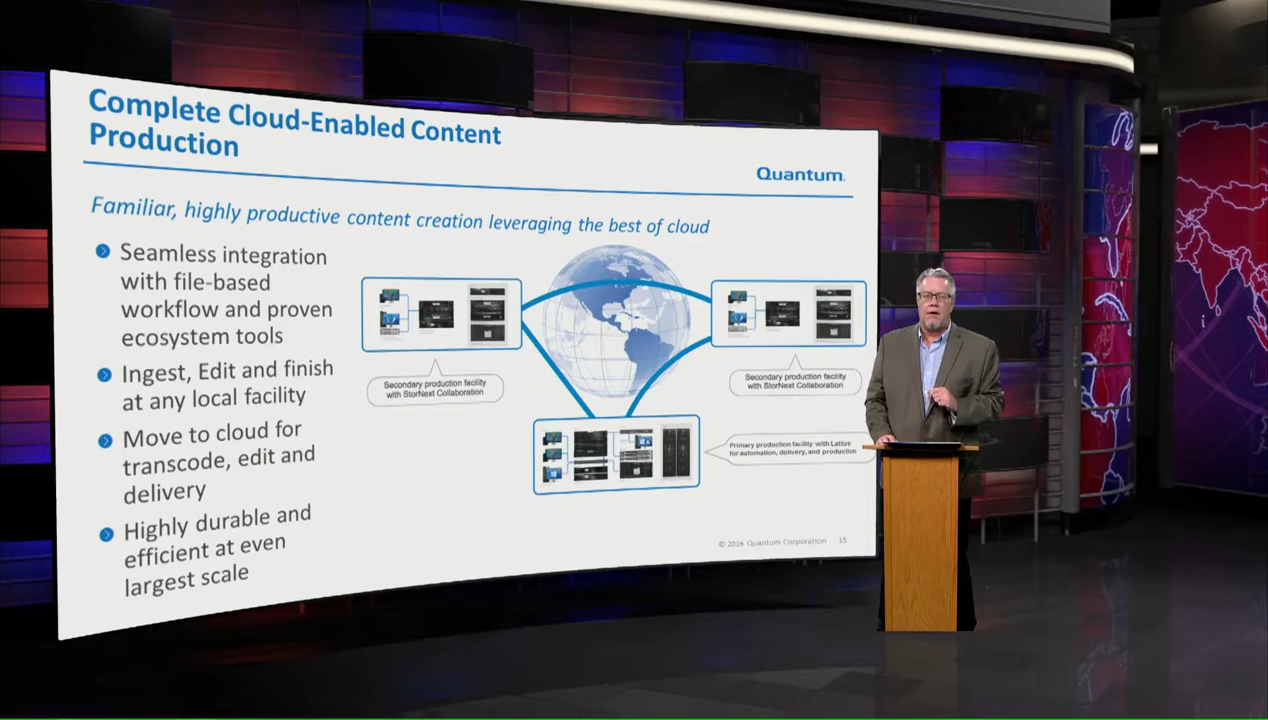 Complete Cloud-Enabled Content
Production
Quantum.
Familiar, highly productive content creation leveraging the best of cloud
Seamless integration
with file-based
workflow and proven
ecosystem tools
Ingest, Edit and finish
at any local facility
Move to cloud for
transcode, edit and
delivery
Highly durable and
efficient at even
largest scale
Secondary production facility
with StorNext Collaboration
Secondary production facility
with StorNext Collaboration
Primary production facility with Lattus
for automation, delivery, and production
© 2016 Quantum Corporation 15